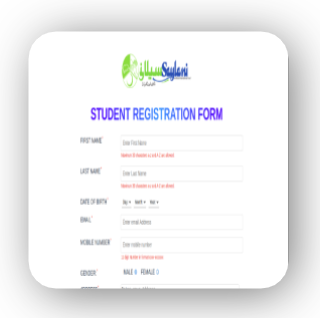 سیلانی Saylani
STUDENT REGISTRATION FORM
FIRST NAME*
Enter First Name
Maximum 30 characters a-z and A-Z are allowed
LAST NAME*
Enter Last Name
Maximum 30 characters a-z and A-Z are allowed
DATE OF BIRTH
Day Month Year
EMAIL
Enter email Address
MOBILE NUMBER
Enter mobile number
GENDER
MALE FEMALE